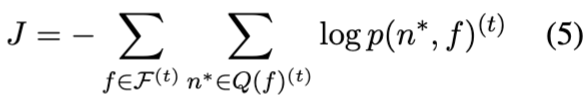 J = − ∑_{f∈ℱ^{(t)}} ∑_{n*∈Q(f)^{(t)}} log p(n*, f)^{(t)} (5)